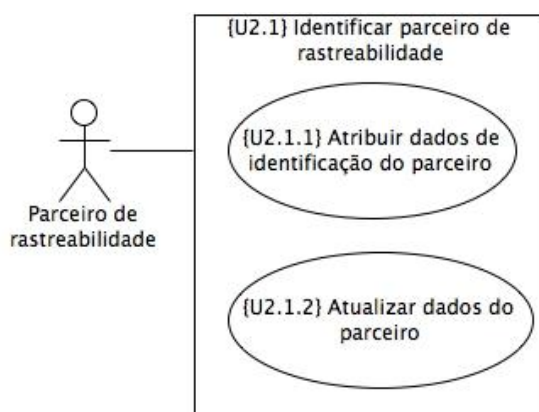 {U2.1} Identificar parceiro de
rastreabilidade
{U2.1.1} Atribuir dados de
identificação do parceiro
Parceiro de
rastreabilidade
{U2.1.2} Atualizar dados do
parceiro